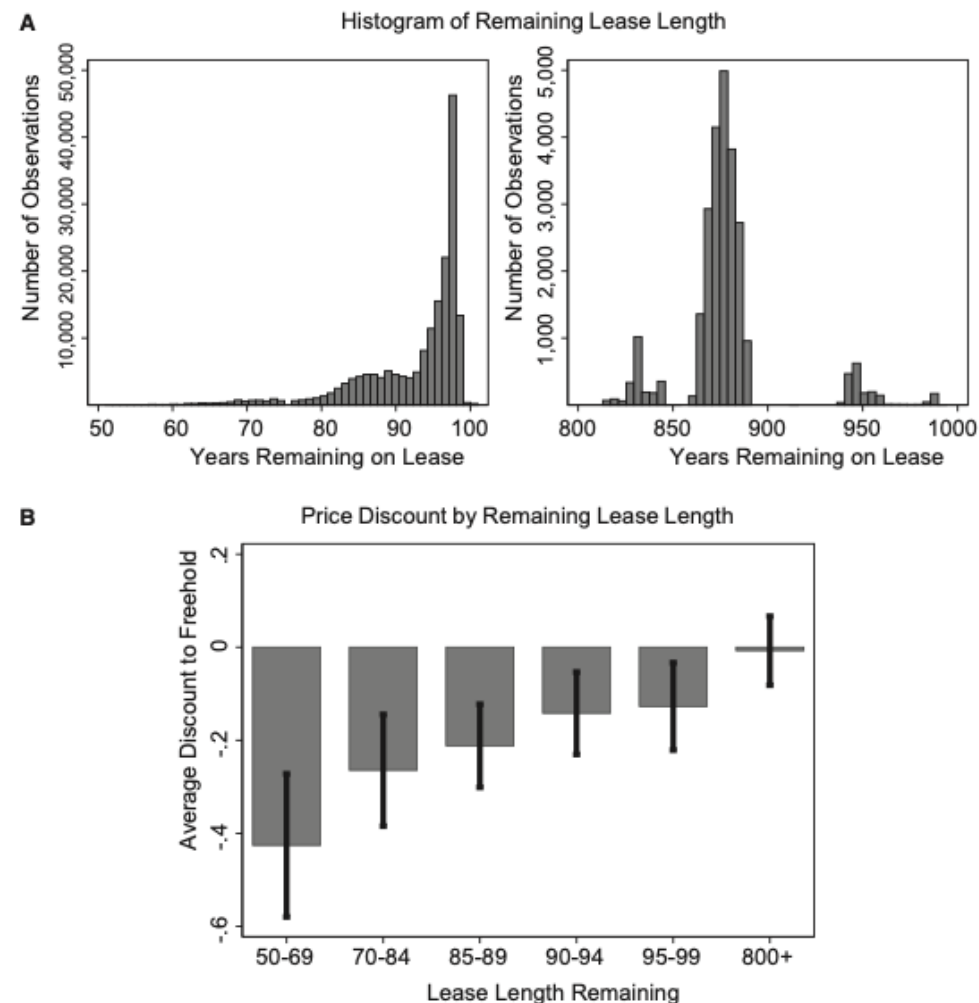 A
Histogram of Remaining Lease Length
Number of Observations
10,000 20,000 30,000 40,000 50,000
50 60 70 80 90 100
Years Remaining on Lease
Number of Observations
1,000 2,000 3,000 4,000 5,000
800 850 900 950 1000
Years Remaining on Lease
B
Price Discount by Remaining Lease Length
Average Discount to Freehold
-.6 -.4 -.2 0 .2
50-69 70-84 85-89 90-94 95-99 800+
Lease Length Remaining